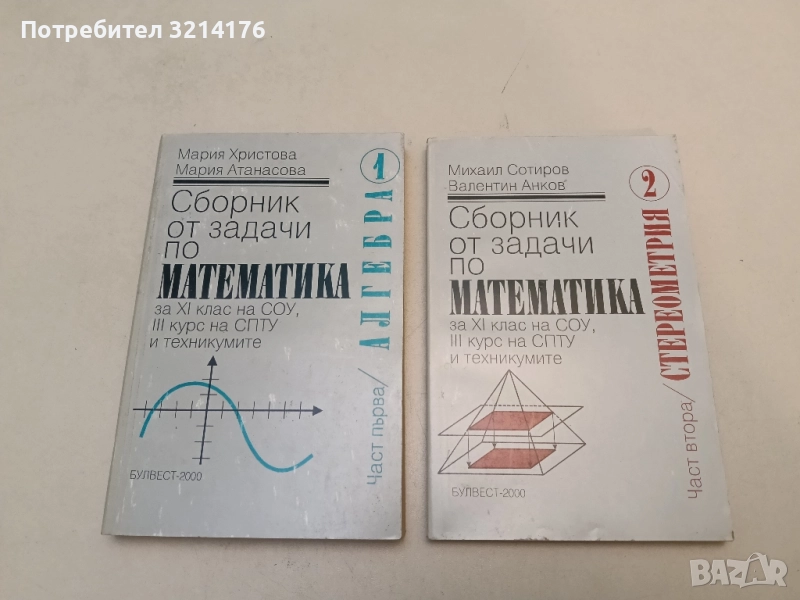 Потребител 3214176
Мария Христова
Мария Атанасова
Сборник
от задачи
по
МАТЕМАТИКА
за XI клас на СОУ,
III курс на СПТУ
и техникумите
БУЛВЕСТ-2000
Част първа/ АЛГЕБРА 1
Михаил Сотиров
Валентин Анков
Сборник
от задачи
по
МАТЕМАТИКА
за XI клас на СОУ,
III курс на СПТУ
и техникумите
БУЛВЕСТ-2000
Част втора/ СТЕРЕОМЕТРИЯ 2
BAZAR